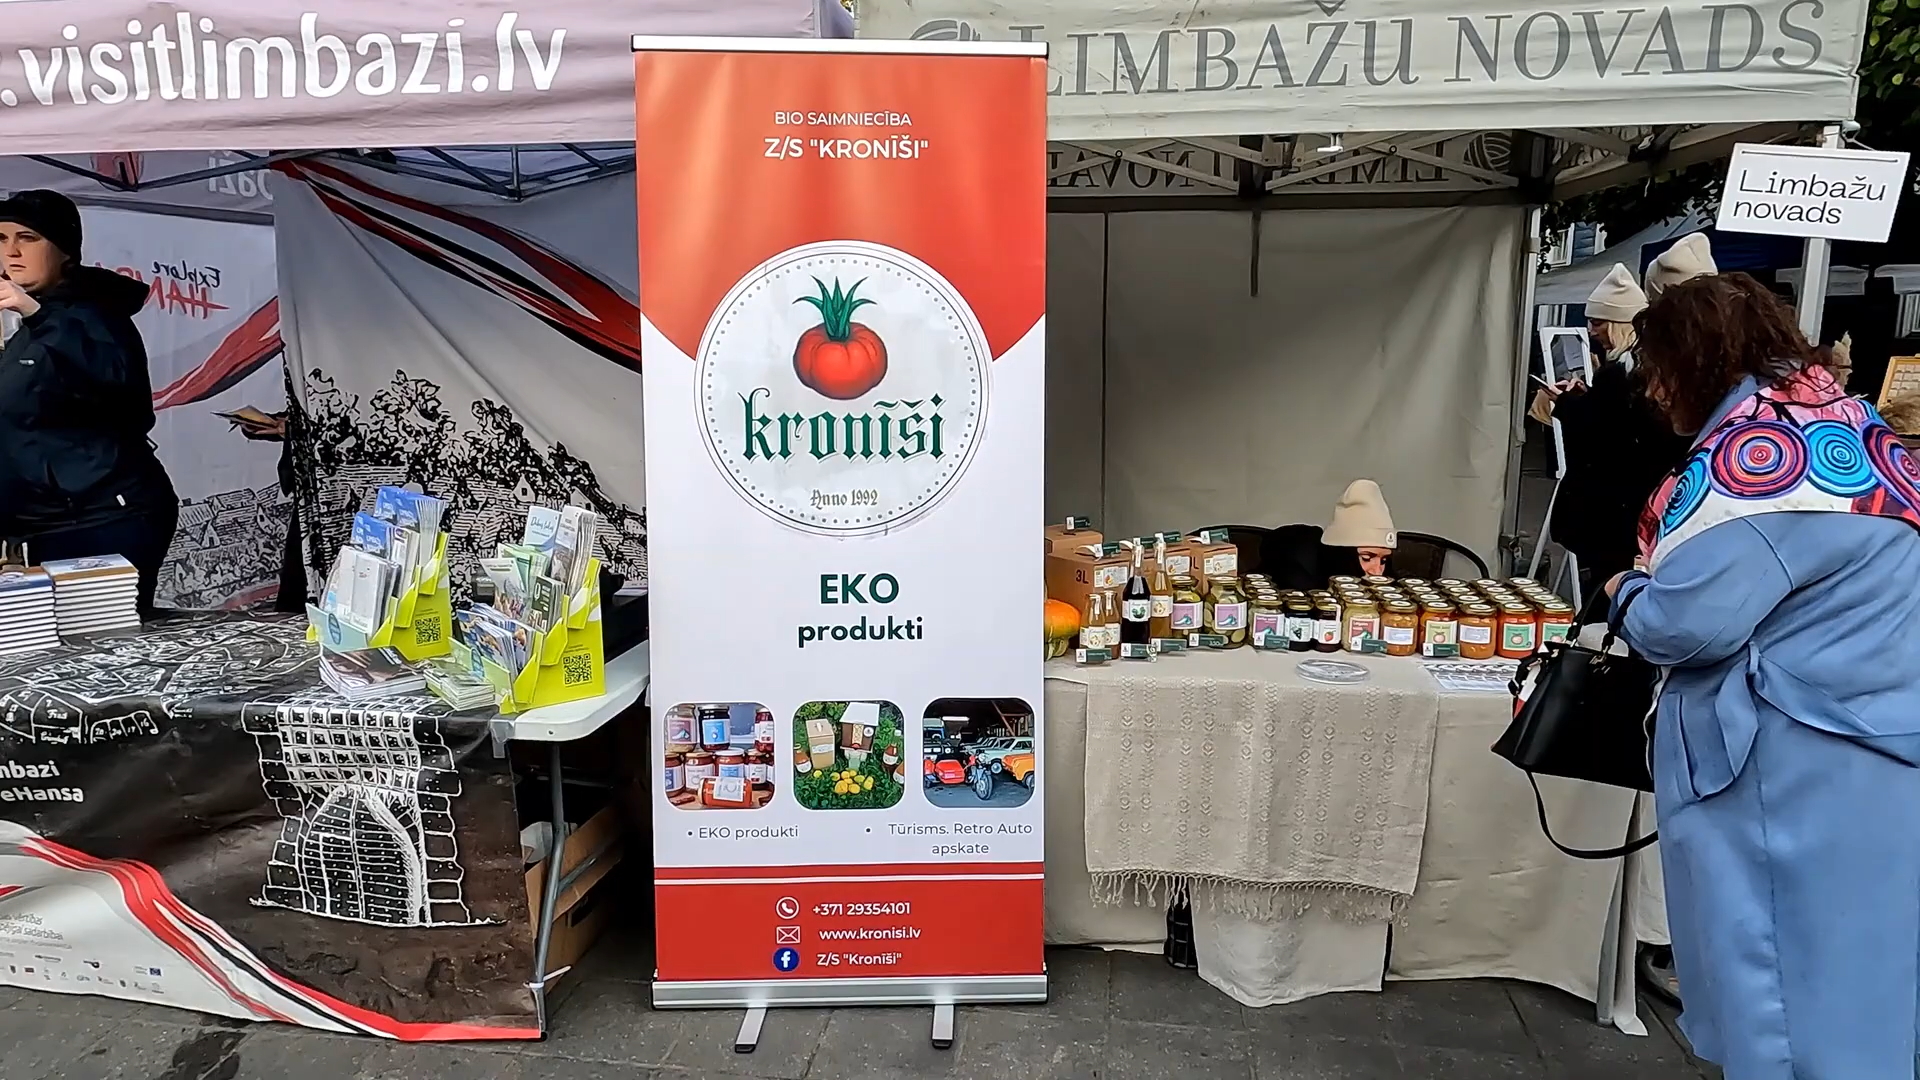 .visitlimbazi.lv
LIMBAŽU NOVADS
Limbažu
novads
Explore
BIO SAIMNIECĪBA
Z/S "KRONĪŠI"
kronīši
Anno 1992
EKO
produkti
• EKO produkti
• Tūrisms. Retro Auto
apskate
+371 29354101
www.kronisi.lv
Z/S "Kronīši"
3L
mbazi
eHansa